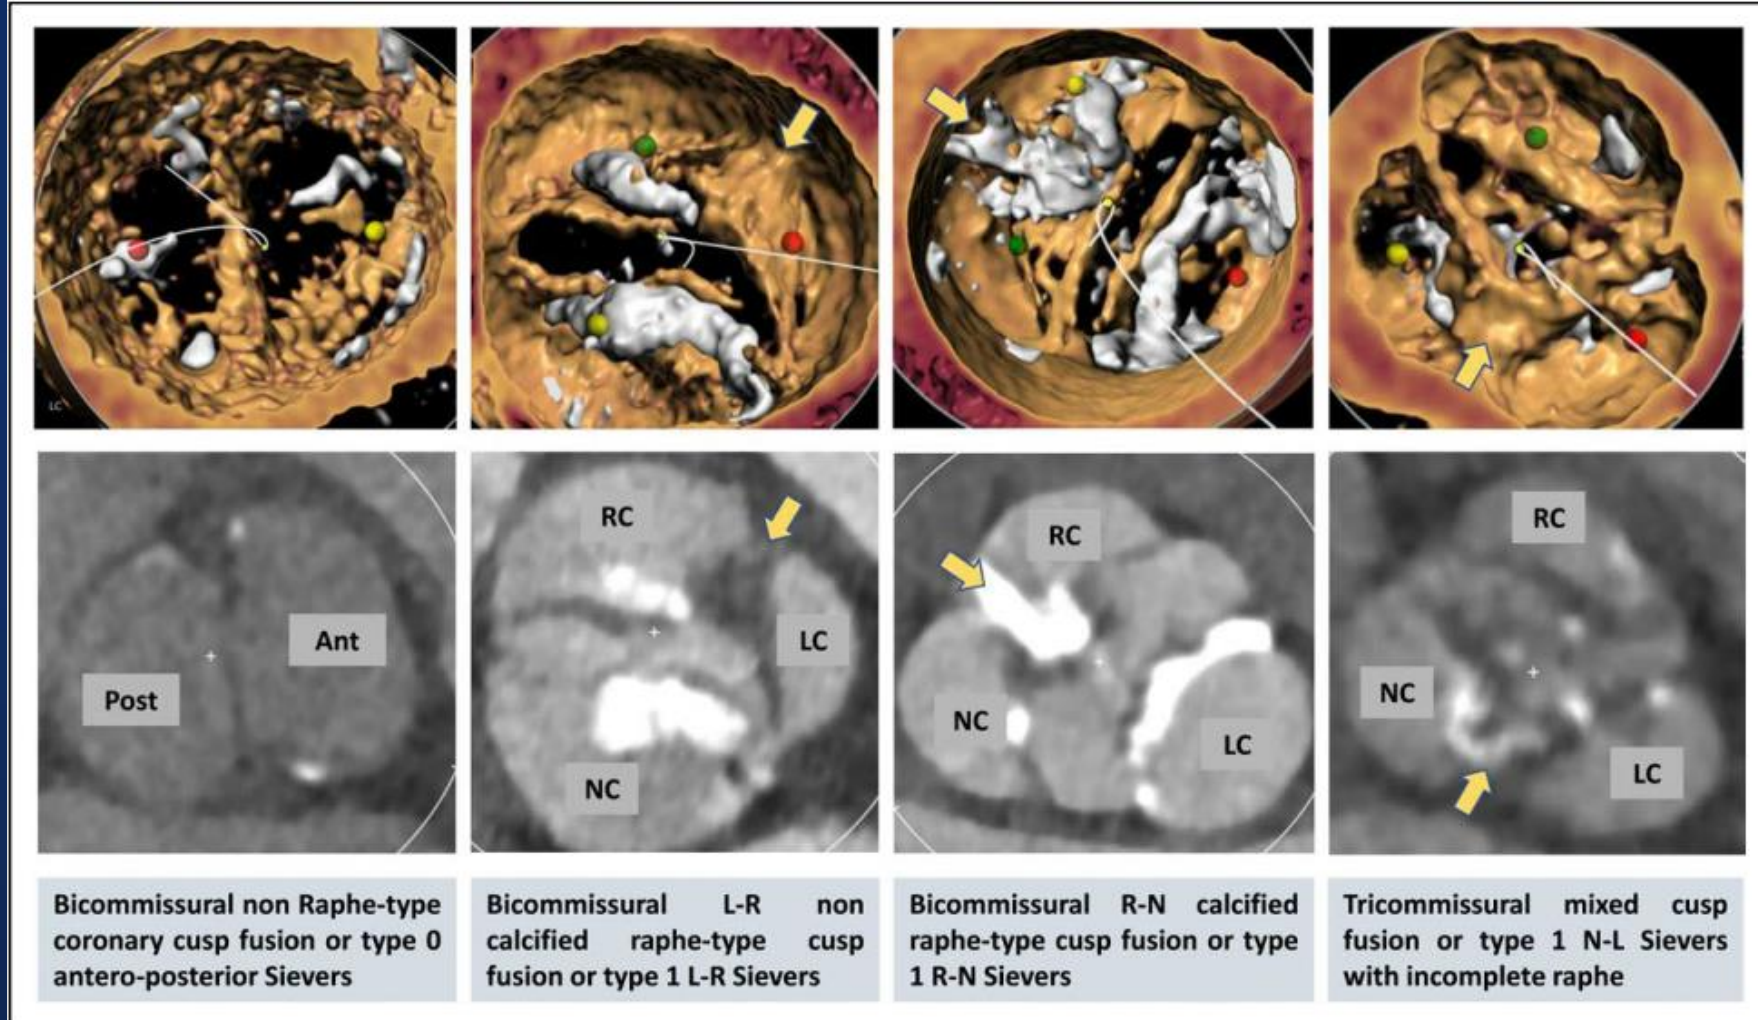 LC
RC
Ant
Post
LC
NC
RC
NC
LC
RC
NC
LC
Bicommissural non Raphe-type
coronary cusp fusion or type 0
antero-posterior Sievers
Bicommissural L-R non
calcified raphe-type cusp
fusion or type 1 L-R Sievers
Bicommissural R-N calcified
raphe-type cusp fusion or type
1 R-N Sievers
Tricommissural mixed cusp
fusion or type 1 N-L Sievers
with incomplete raphe